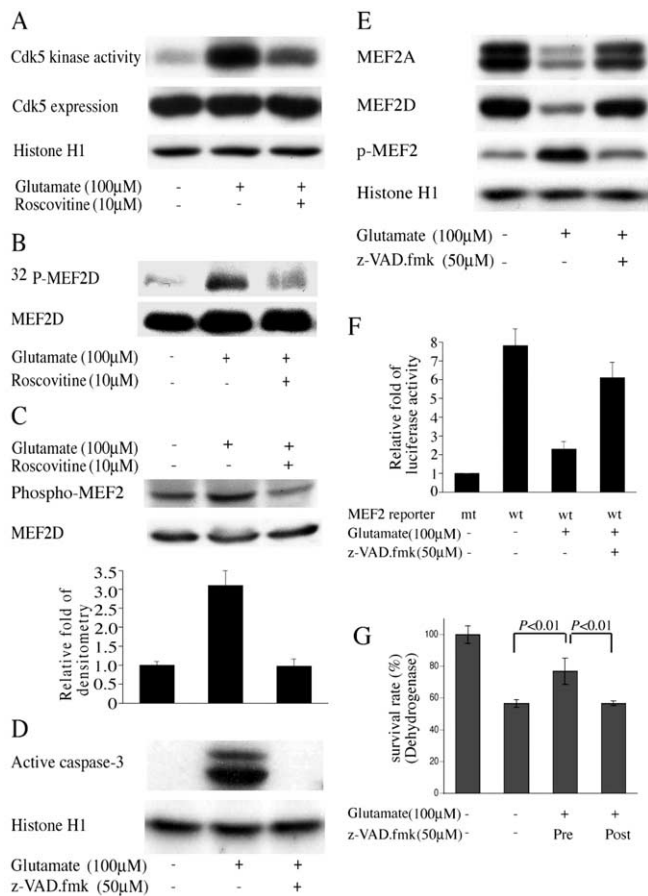 A
Cdk5 kinase activity
Cdk5 expression
Histone H1
Glutamate (100µM) - + +
Roscovitine (10µM) +
B
32 P-MEF2D
MEF2D
Glutamate (100µM) - + +
Roscovitine (10µM) - - +
C
Glutamate (100µM) - + +
Roscovitine (10µM) - - +
Phospho-MEF2
MEF2D
Relative fold of
densitometry
3.5
3.0
2.5
2.0
1.5
1.0
0.5
0
D
Active caspase-3
Histone H1
Glutamate (100µM) - + +
z-VAD.fmk (50µM) - - +
E
MEF2A
MEF2D
p-MEF2
Histone H1
Glutamate (100µM) - + +
z-VAD.fmk (50µM) - - +
F
Relative fold of
luciferase activity
8
7
6
5
4
3
2
1
0
MEF2 reporter mt wt wt wt
Glutamate(100µM) - - + +
z-VAD.fmk(50µM) - - - +
G
P<0.01 P<0.01
survival rate (%)
(Dehydrogenase)
100
80
60
40
20
0
Glutamate(100µM) - - + +
z-VAD.fmk(50µM) - - Pre Post